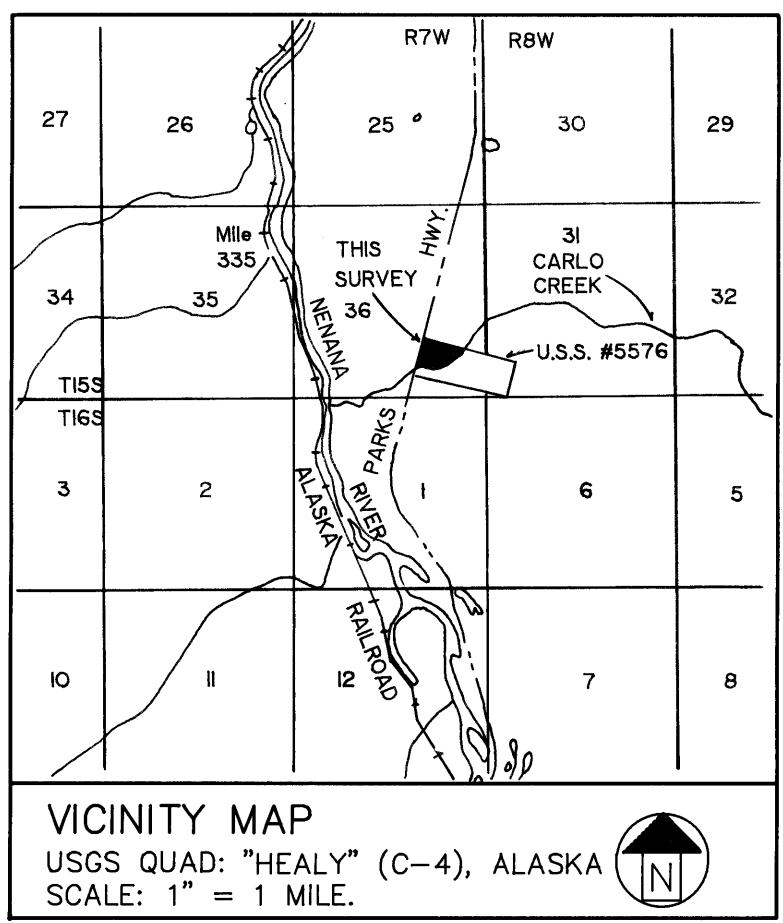 R7W R8W
27 26 25 30 29
Mile
335
THIS
SURVEY
HWY.
31
CARLO
CREEK
34 35 36 32
NENANA
U.S.S. #5576
T15S
T16S
PARKS
3 2 1 6 5
ALASKA
RIVER
RAILROAD
10 11 12 7 8
VICINITY MAP
USGS QUAD: "HEALY" (C-4), ALASKA
SCALE: 1" = 1 MILE.
N